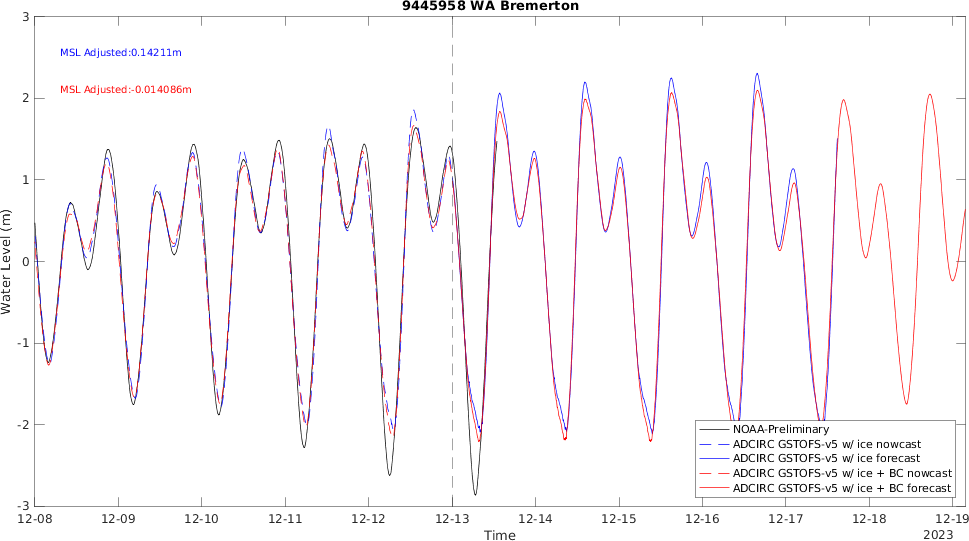 9445958 WA Bremerton
MSL Adjusted:0.14211m
MSL Adjusted:-0.014086m
Water Level (m)
3
2
1
0
-1
-2
-3
NOAA-Preliminary
ADCIRC GSTOFS-v5 w/ ice nowcast
ADCIRC GSTOFS-v5 w/ ice forecast
ADCIRC GSTOFS-v5 w/ ice + BC nowcast
ADCIRC GSTOFS-v5 w/ ice + BC forecast
12-08 12-09 12-10 12-11 12-12 12-13 12-14 12-15 12-16 12-17 12-18 12-19
Time
2023